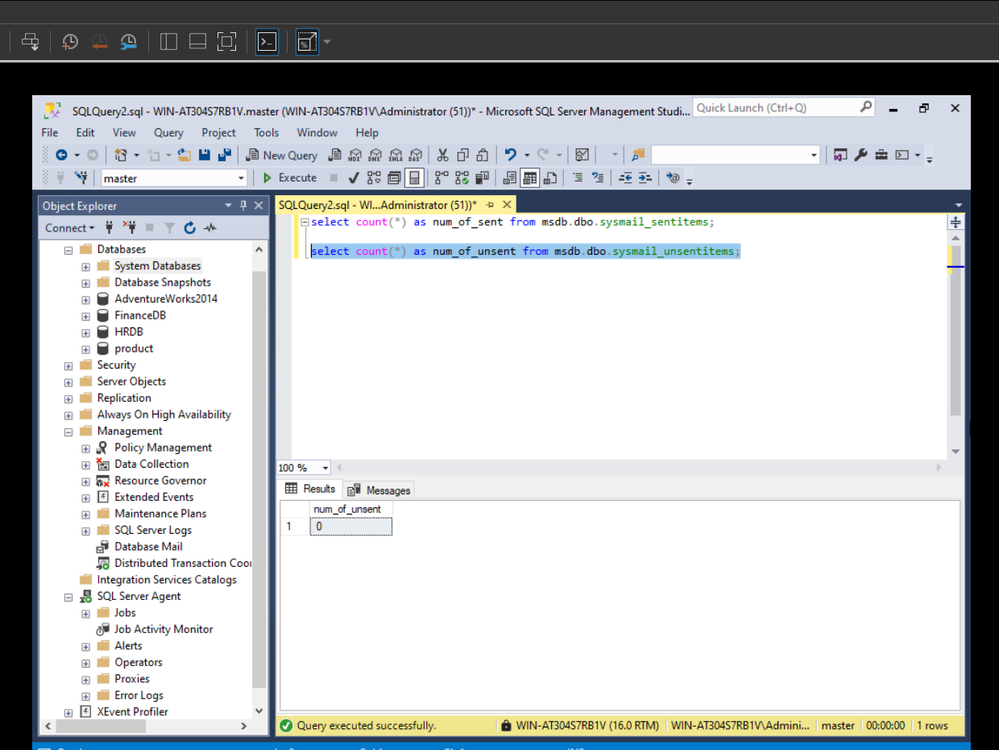 SQLQuery2.sql - WIN-AT304S7RB1V.master (WIN-AT304S7RB1V\Administrator (51))* - Microsoft SQL Server Management Studi...
Quick Launch (Ctrl+Q)
File Edit View Query Project Tools Window Help
New Query MDX DMX XMLA DAX
master Execute
Object Explorer
Connect
Databases
System Databases
Database Snapshots
AdventureWorks2014
FinanceDB
HRDB
product
Security
Server Objects
Replication
Always On High Availability
Management
Policy Management
Data Collection
Resource Governor
Extended Events
Maintenance Plans
SQL Server Logs
Database Mail
Distributed Transaction Coor
Integration Services Catalogs
SQL Server Agent
Jobs
Job Activity Monitor
Alerts
Operators
Proxies
Error Logs
XEvent Profiler
SQLQuery2.sql - WI...Administrator (51))*
select count(*) as num_of_sent from msdb.dbo.sysmail_sentitems;
select count(*) as num_of_unsent from msdb.dbo.sysmail_unsentitems;
100 %
Results Messages
num_of_unsent
1 0
Query executed successfully. WIN-AT304S7RB1V (16.0 RTM) WIN-AT304S7RB1V\Admini... master 00:00:00 1 rows